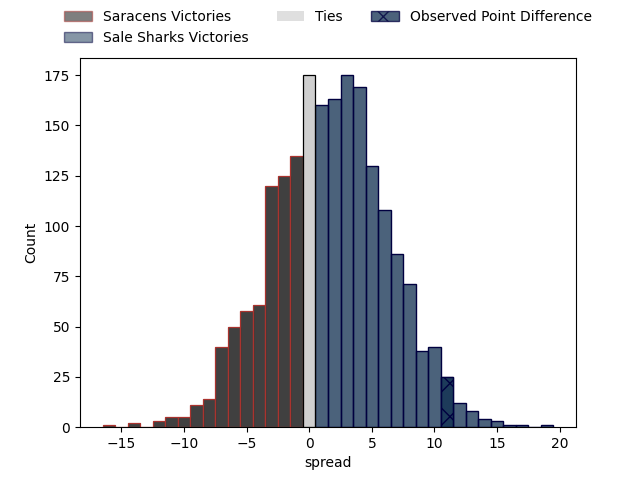 Saracens Victories
Sale Sharks Victories
Ties
Observed Point Difference
175
150
125
100
75
50
25
0
Count
−15 −10 −5 0 5 10 15 20
spread